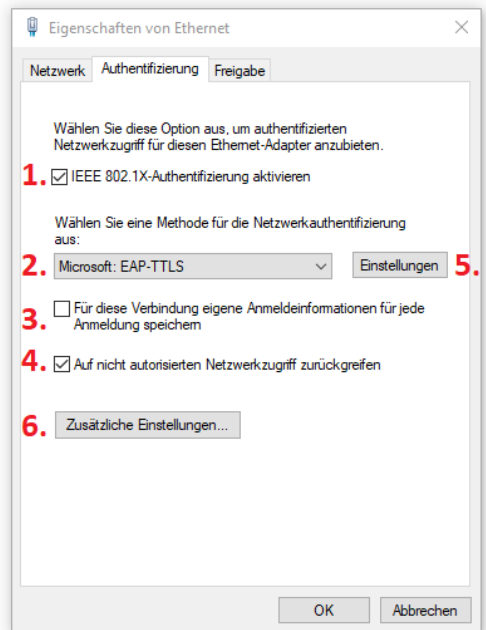 Eigenschaften von Ethernet
Netzwerk Authentifizierung Freigabe
Wählen Sie diese Option aus, um authentifizierten
Netzwerkzugriff für diesen Ethernet-Adapter anzubieten.
1. IEEE 802.1X-Authentifizierung aktivieren
Wählen Sie eine Methode für die Netzwerkauthentifizierung
aus:
2. Microsoft: EAP-TTLS Einstellungen 5.
3. Für diese Verbindung eigene Anmeldeinformationen für jede
Anmeldung speichern
4. Auf nicht autorisierten Netzwerkzugriff zurückgreifen
6. Zusätzliche Einstellungen...
OK Abbrechen